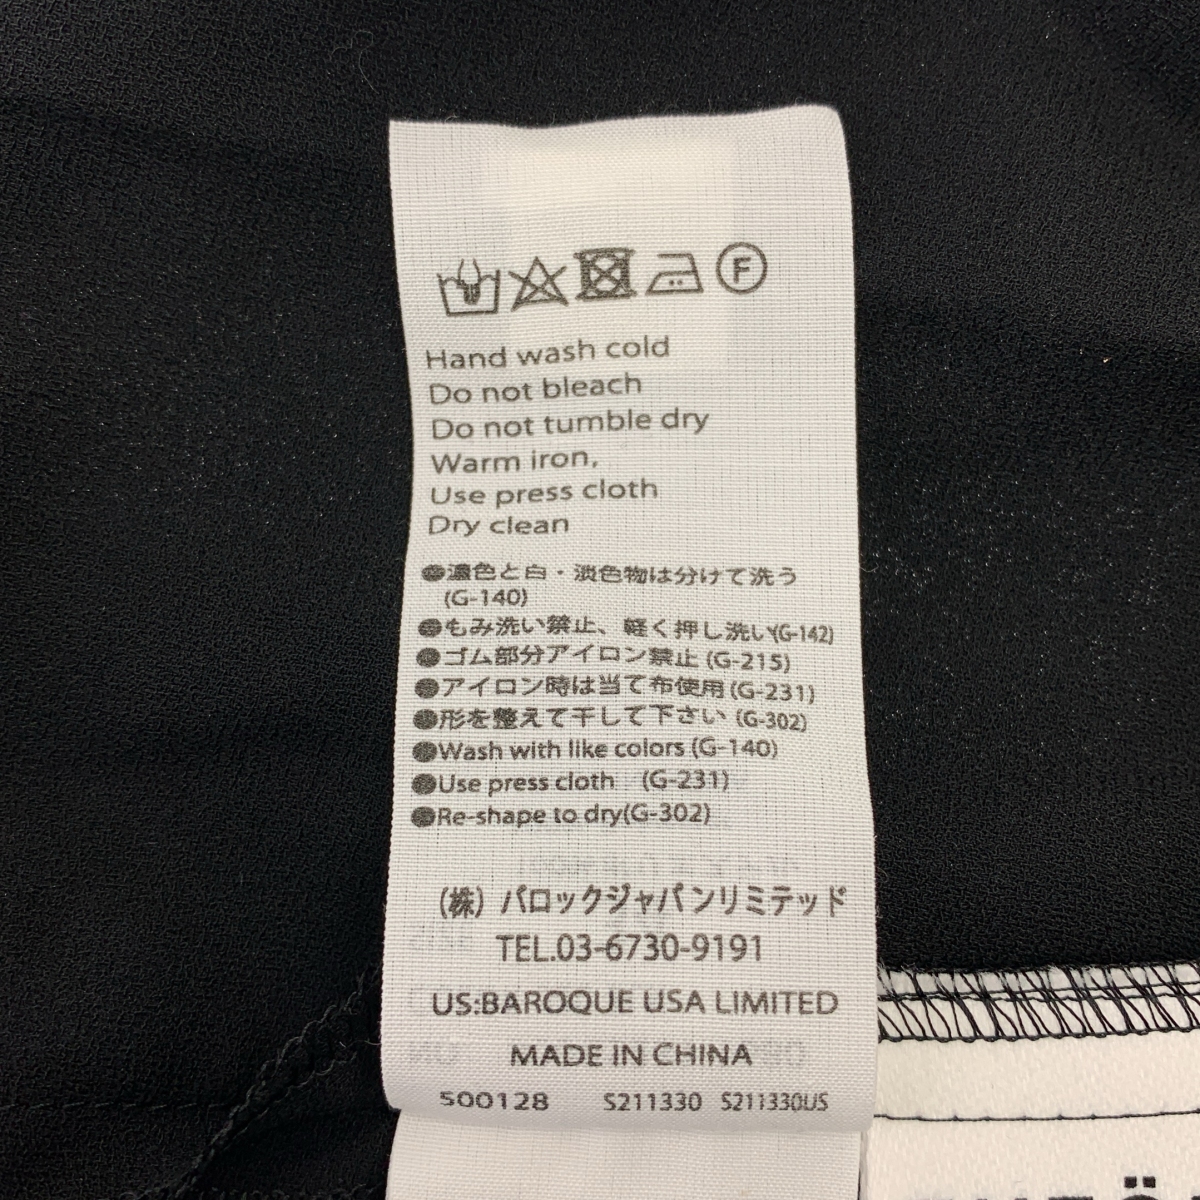 F
Hand wash cold
Do not bleach
Do not tumble dry
Warm iron,
Use press cloth
Dry clean
●濃色と白・淡色物は分けて洗う
(G-140)
●もみ洗い禁止、軽く押し洗い(G-142)
●ゴム部分アイロン禁止 (G-215)
●アイロン時は当て布使用 (G-231)
●形を整えて干して下さい (G-302)
●Wash with like colors (G-140)
●Use press cloth (G-231)
●Re-shape to dry(G-302)
(株) バロックジャパンリミテッド
TEL.03-6730-9191
US:BAROQUE USA LIMITED
MADE IN CHINA
500128 S211330 S211330US